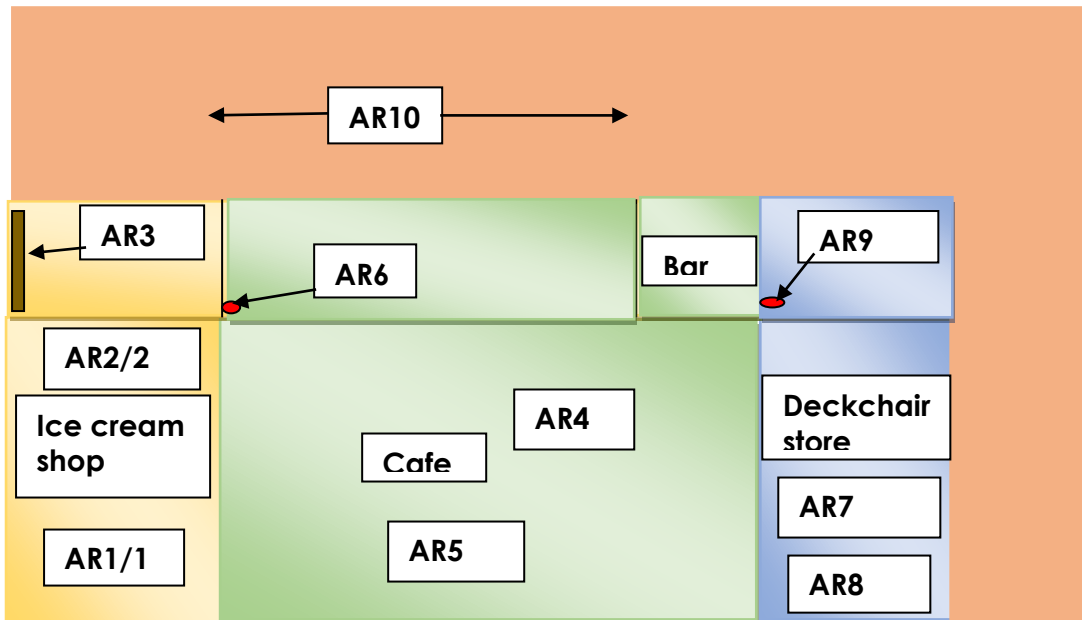 AR10
AR3
AR6
Bar
AR9
AR2/2
Ice cream
shop
AR4
Deckchair
store
Cafe
AR7
AR1/1
AR5
AR8